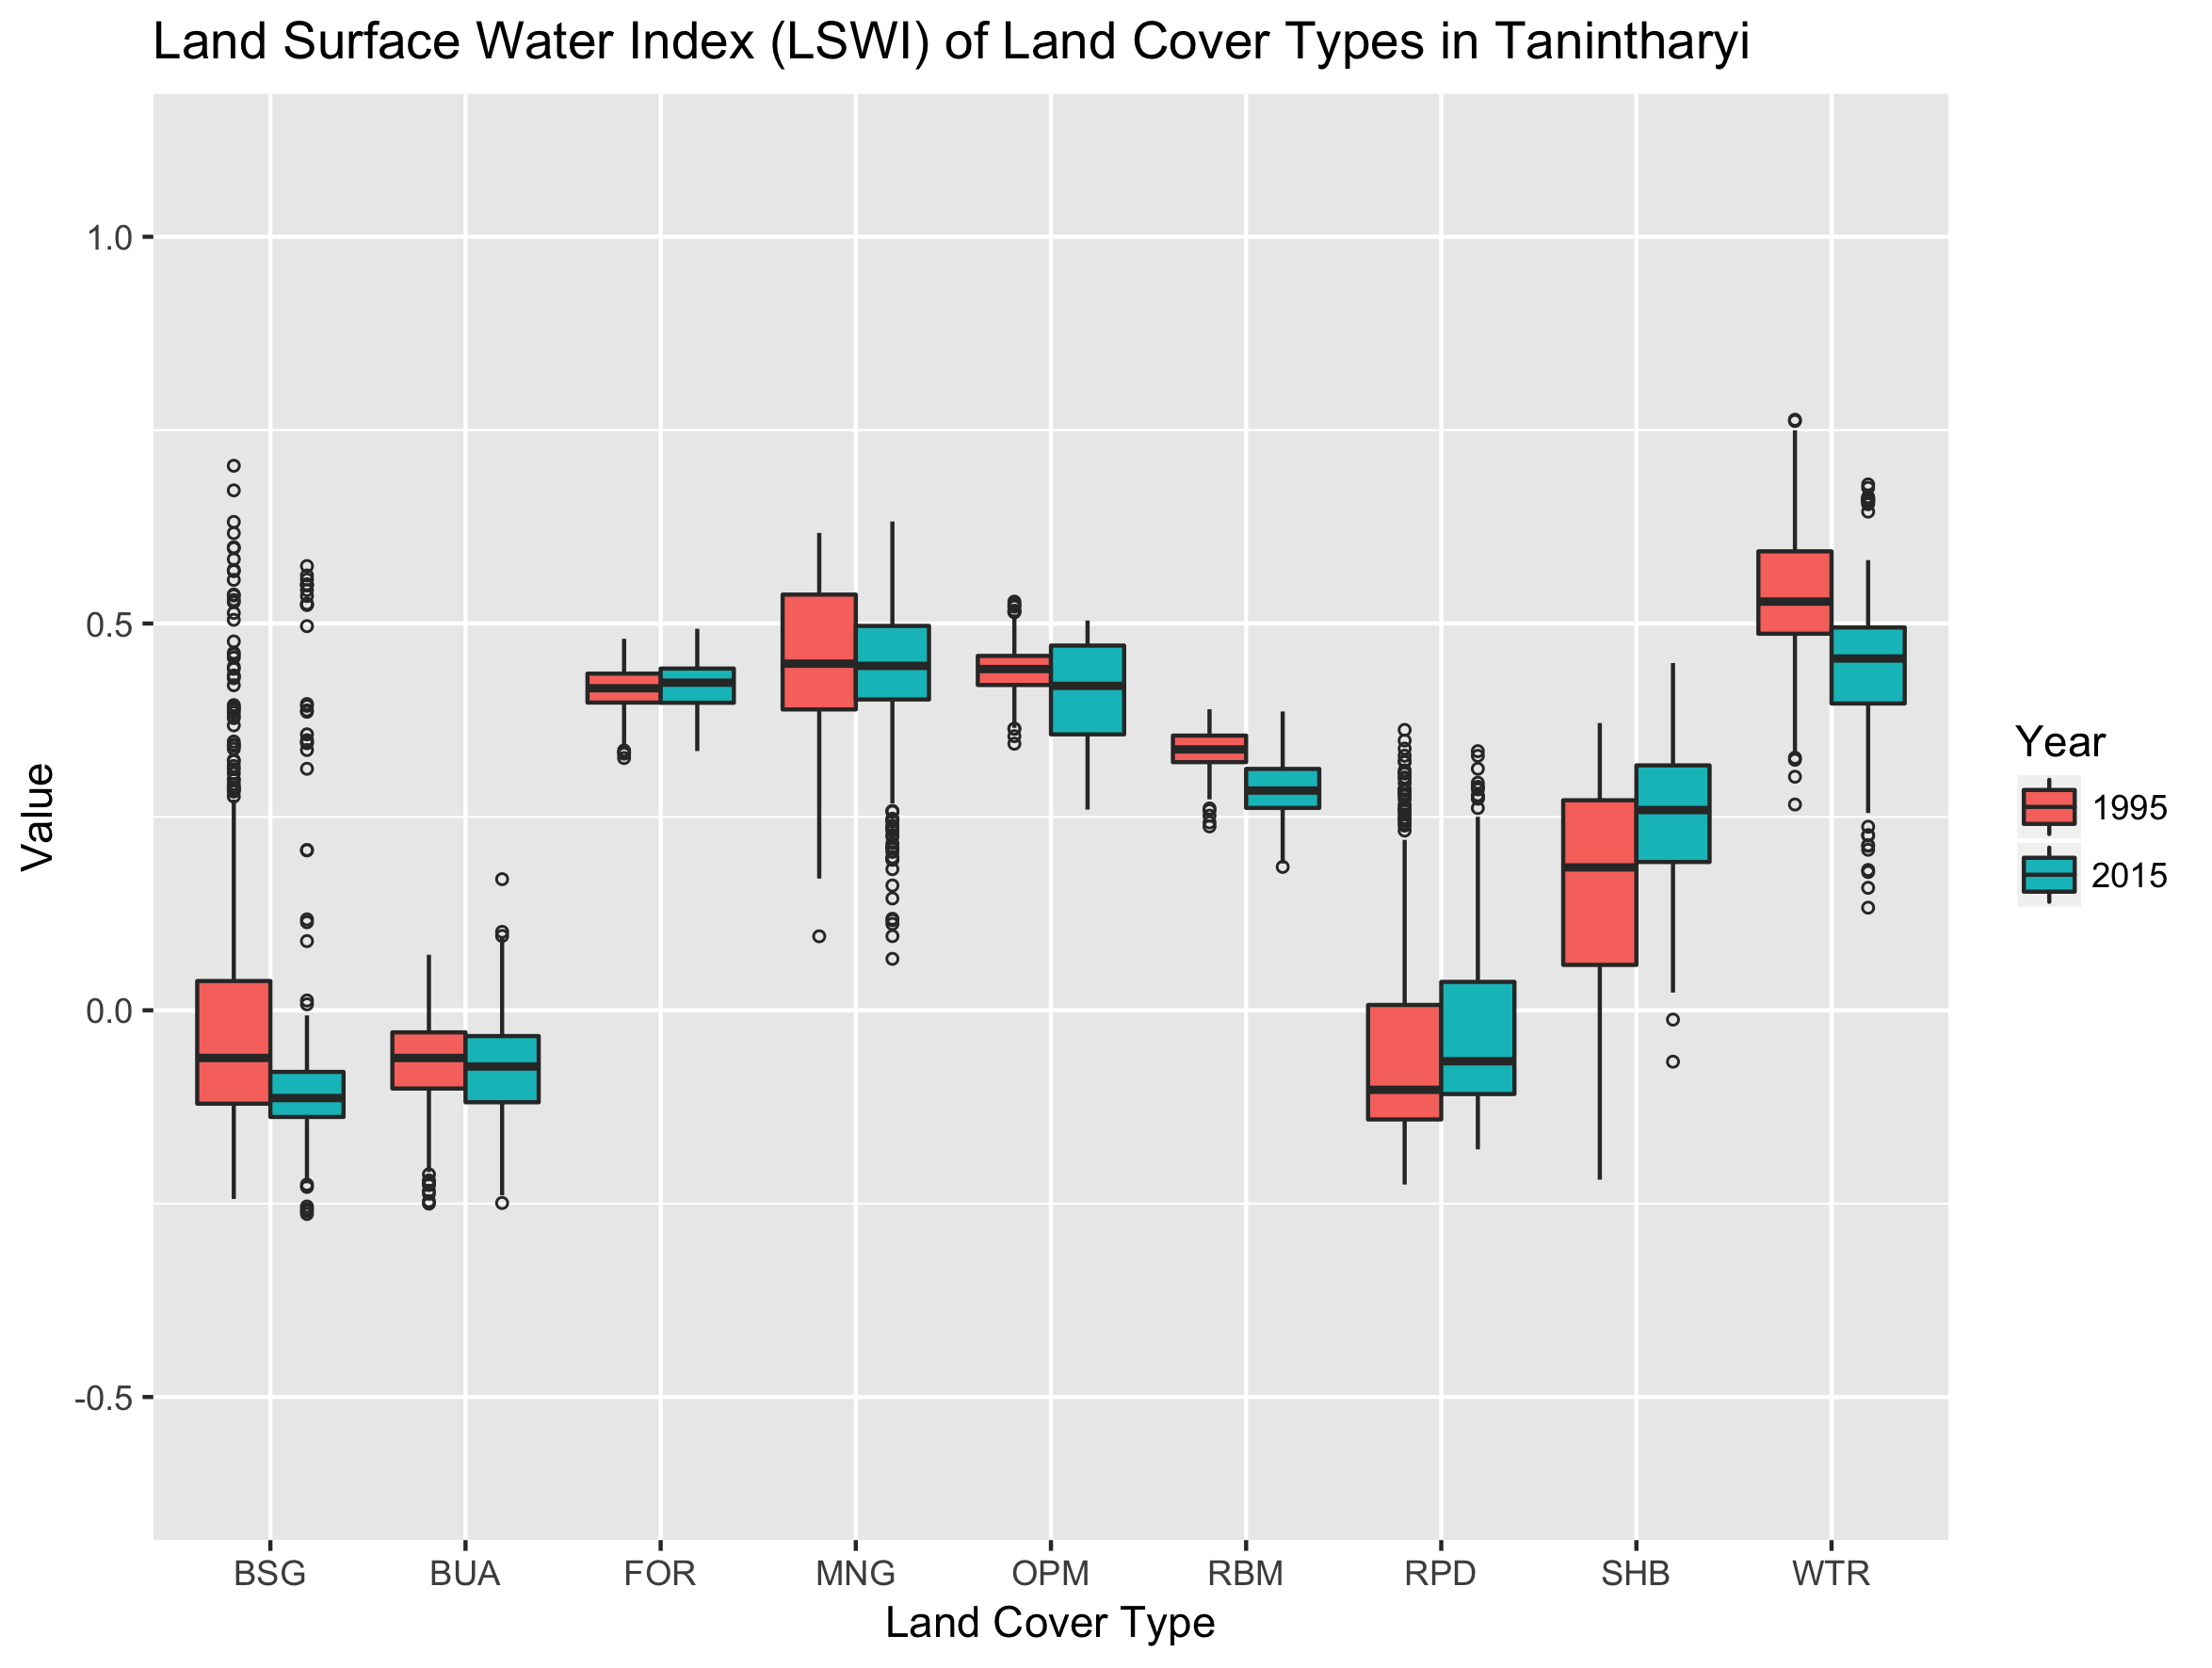 Land Surface Water Index (LSWI) of Land Cover Types in Tanintharyi
1.0
0.5
0.0
-0.5
Value
BSG BUA FOR MNG OPM RBM RPD SHB WTR
Land Cover Type
Year
1995
2015